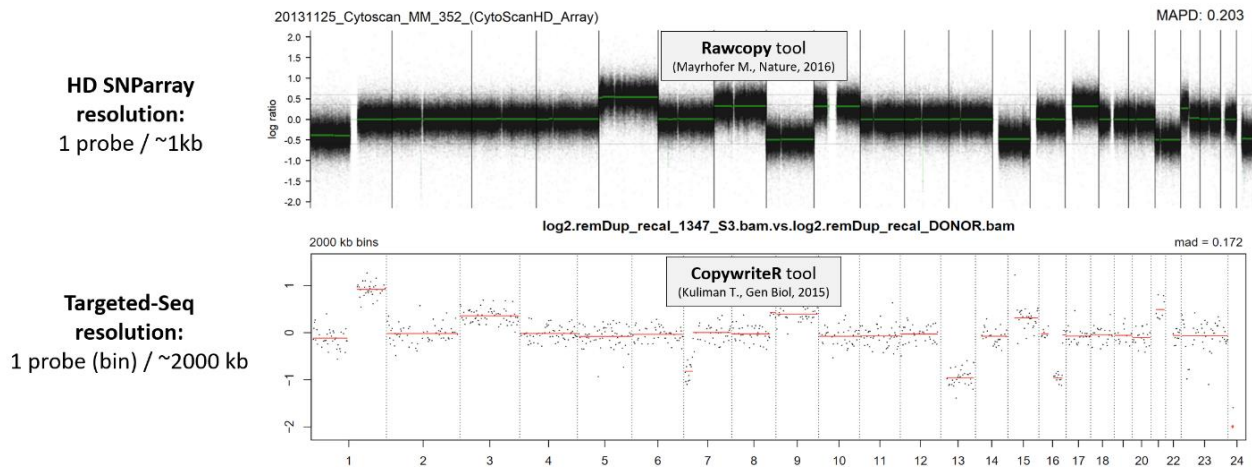 20131125_Cytoscan_MM_352_(CytoScanHD_Array)
MAPD: 0.203
HD SNParray
resolution:
1 probe / ~1kb
Rawcopy tool
(Mayrhofer M., Nature, 2016)
log ratio
2.0
1.5
1.0
0.5
0.0
-0.5
-1.0
-1.5
-2.0
log2.remDup_recal_1347_S3.bam.vs.log2.remDup_recal_DONOR.bam
2000 kb bins
mad = 0.172
Targeted-Seq
resolution:
1 probe (bin) / ~2000 kb
CopywriteR tool
(Kuliman T., Gen Biol, 2015)
1
0
-1
-2
1 2 3 4 5 6 7 8 9 10 11 12 13 14 15 16 17 18 20 22 23 24